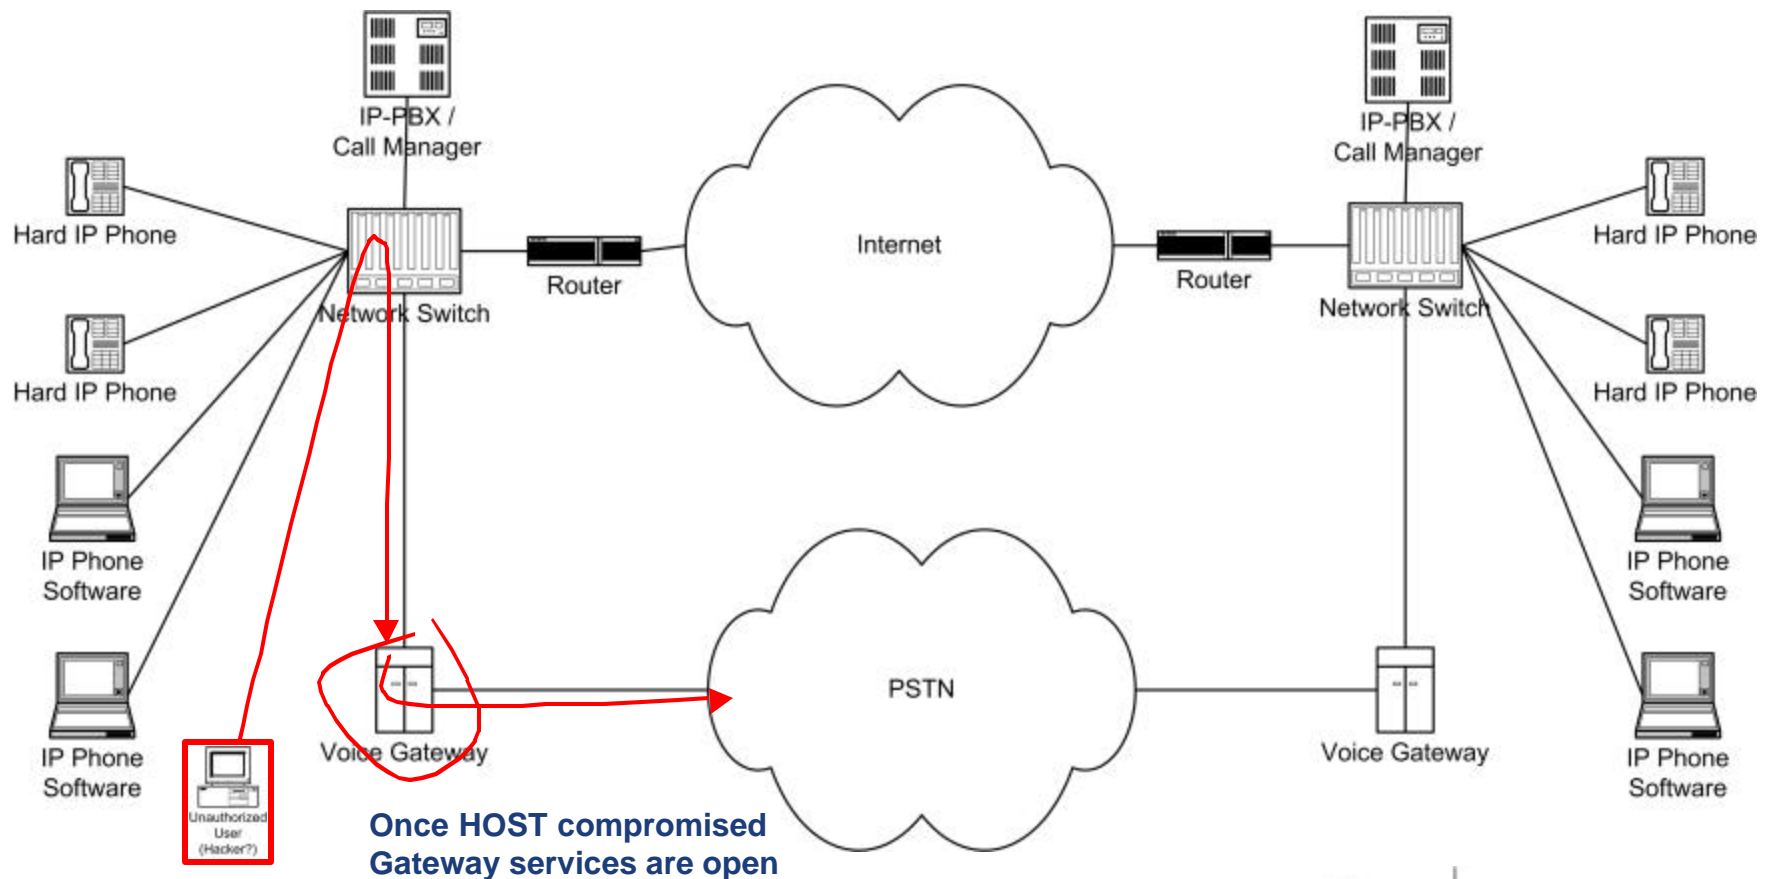 IP-PBX /
Call Manager
IP-PBX /
Call Manager
Hard IP Phone
Hard IP Phone
Internet
Router
Router
Network Switch
Network Switch
Hard IP Phone
Hard IP Phone
IP Phone
Software
IP Phone
Software
PSTN
Voice Gateway
Voice Gateway
IP Phone
Software
IP Phone
Software
Unauthorized
User
(Hacker?)
Once HOST compromised
Gateway services are open